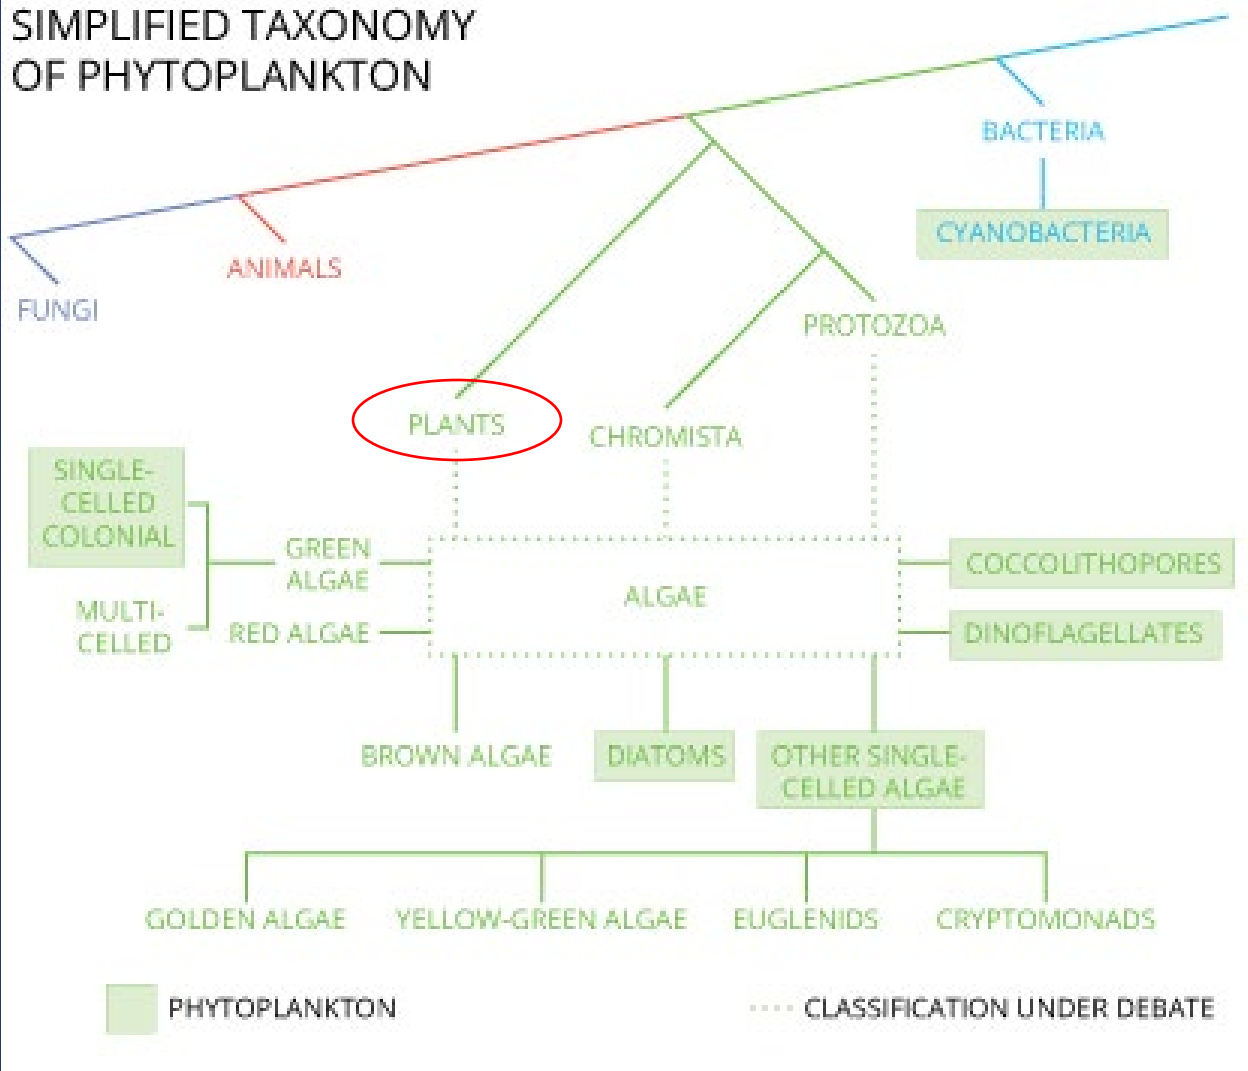 SIMPLIFIED TAXONOMY
OF PHYTOPLANKTON
BACTERIA
CYANOBACTERIA
ANIMALS
FUNGI
PROTOZOA
PLANTS
CHROMISTA
SINGLE-
CELLED
COLONIAL
GREEN
ALGAE
MULTI-
CELLED
RED ALGAE
ALGAE
COCCOLITHOPORES
DINOFLAGELLATES
BROWN ALGAE
DIATOMS
OTHER SINGLE-
CELLED ALGAE
GOLDEN ALGAE
YELLOW-GREEN ALGAE
EUGLENIDS
CRYPTOMONADS
PHYTOPLANKTON
CLASSIFICATION UNDER DEBATE